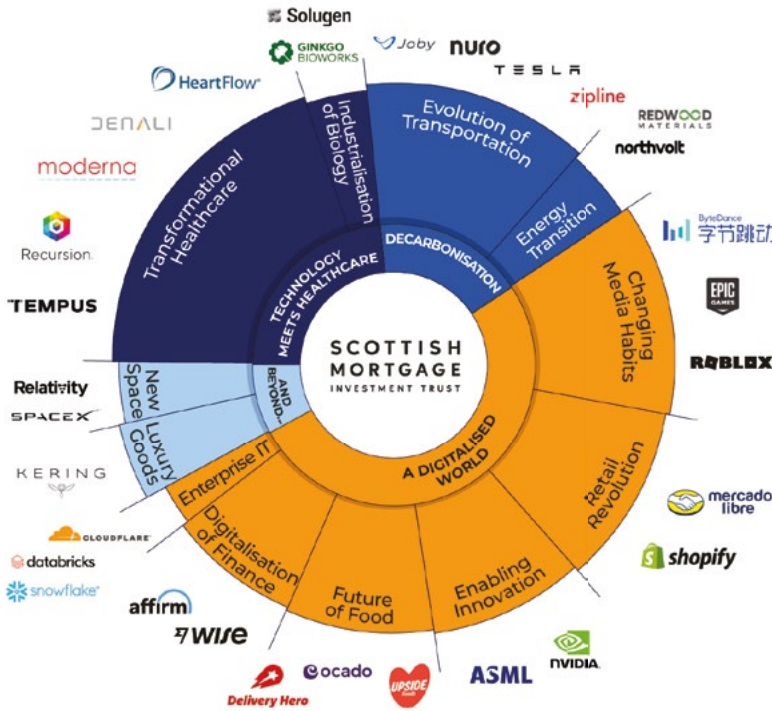 Solugen
GINKGO
BIOWORKS
Joby
nuro
TESLA
zipline
REDWOOD
MATERIALS
northvolt
HeartFlow
DENALI
moderna
Recursion
TEMPUS
Relativity
SPACEX
KERING
CLOUDFLARE
databricks
snowflake
affirm
wise
Delivery Hero
ocado
UPSIDE
ASML
NVIDIA
shopify
mercado
libre
ROBLOX
EPIC
GAMES
ByteDance
字节跳动
Transformational
Healthcare
Industrialisation
of Biology
Evolution of
Transportation
Energy
Transition
Changing
Media Habits
Retail
Revolution
Enabling
Innovation
Future
of Food
Digitalisation
of Finance
Enterprise IT
Luxury
Goods
New
Space
TECHNOLOGY
MEETS HEALTHCARE
DECARBONISATION
A DIGITALISED
WORLD
AND
BEYOND...
SCOTTISH
MORTGAGE
INVESTMENT TRUST